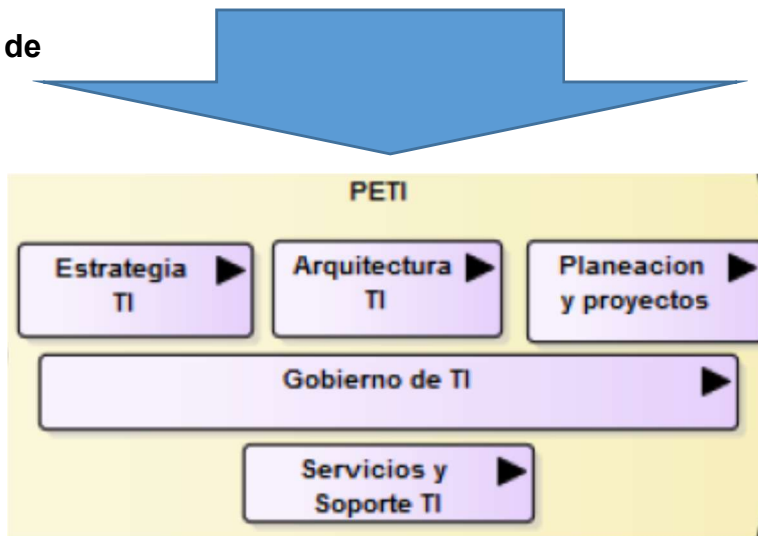 de
PETI
Estrategia
TI
Arquitectura
TI
Planeacion
y proyectos
Gobierno de TI
Servicios y
Soporte TI